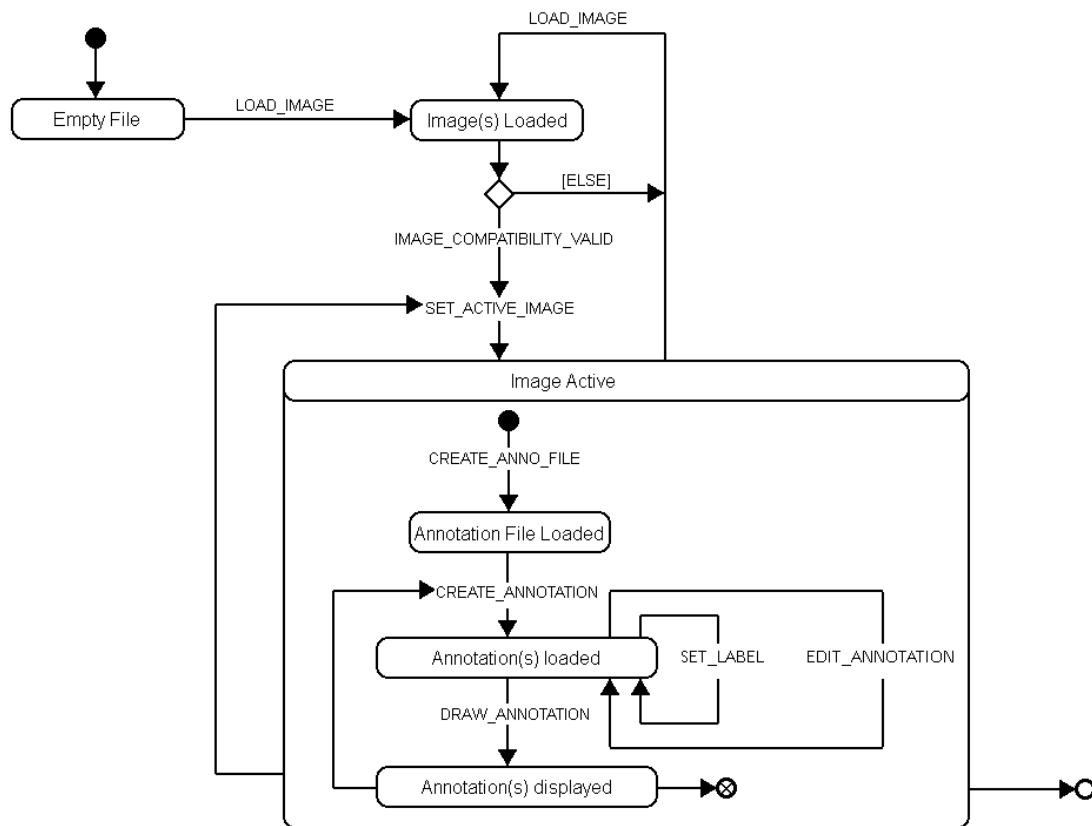 LOAD_IMAGE
Empty File
LOAD_IMAGE
Image(s) Loaded
[ELSE]
IMAGE_COMPATIBILITY_VALID
SET_ACTIVE_IMAGE
Image Active
CREATE_ANNO_FILE
Annotation File Loaded
CREATE_ANNOTATION
Annotation(s) loaded
SET_LABEL
EDIT_ANNOTATION
DRAW_ANNOTATION
Annotation(s) displayed